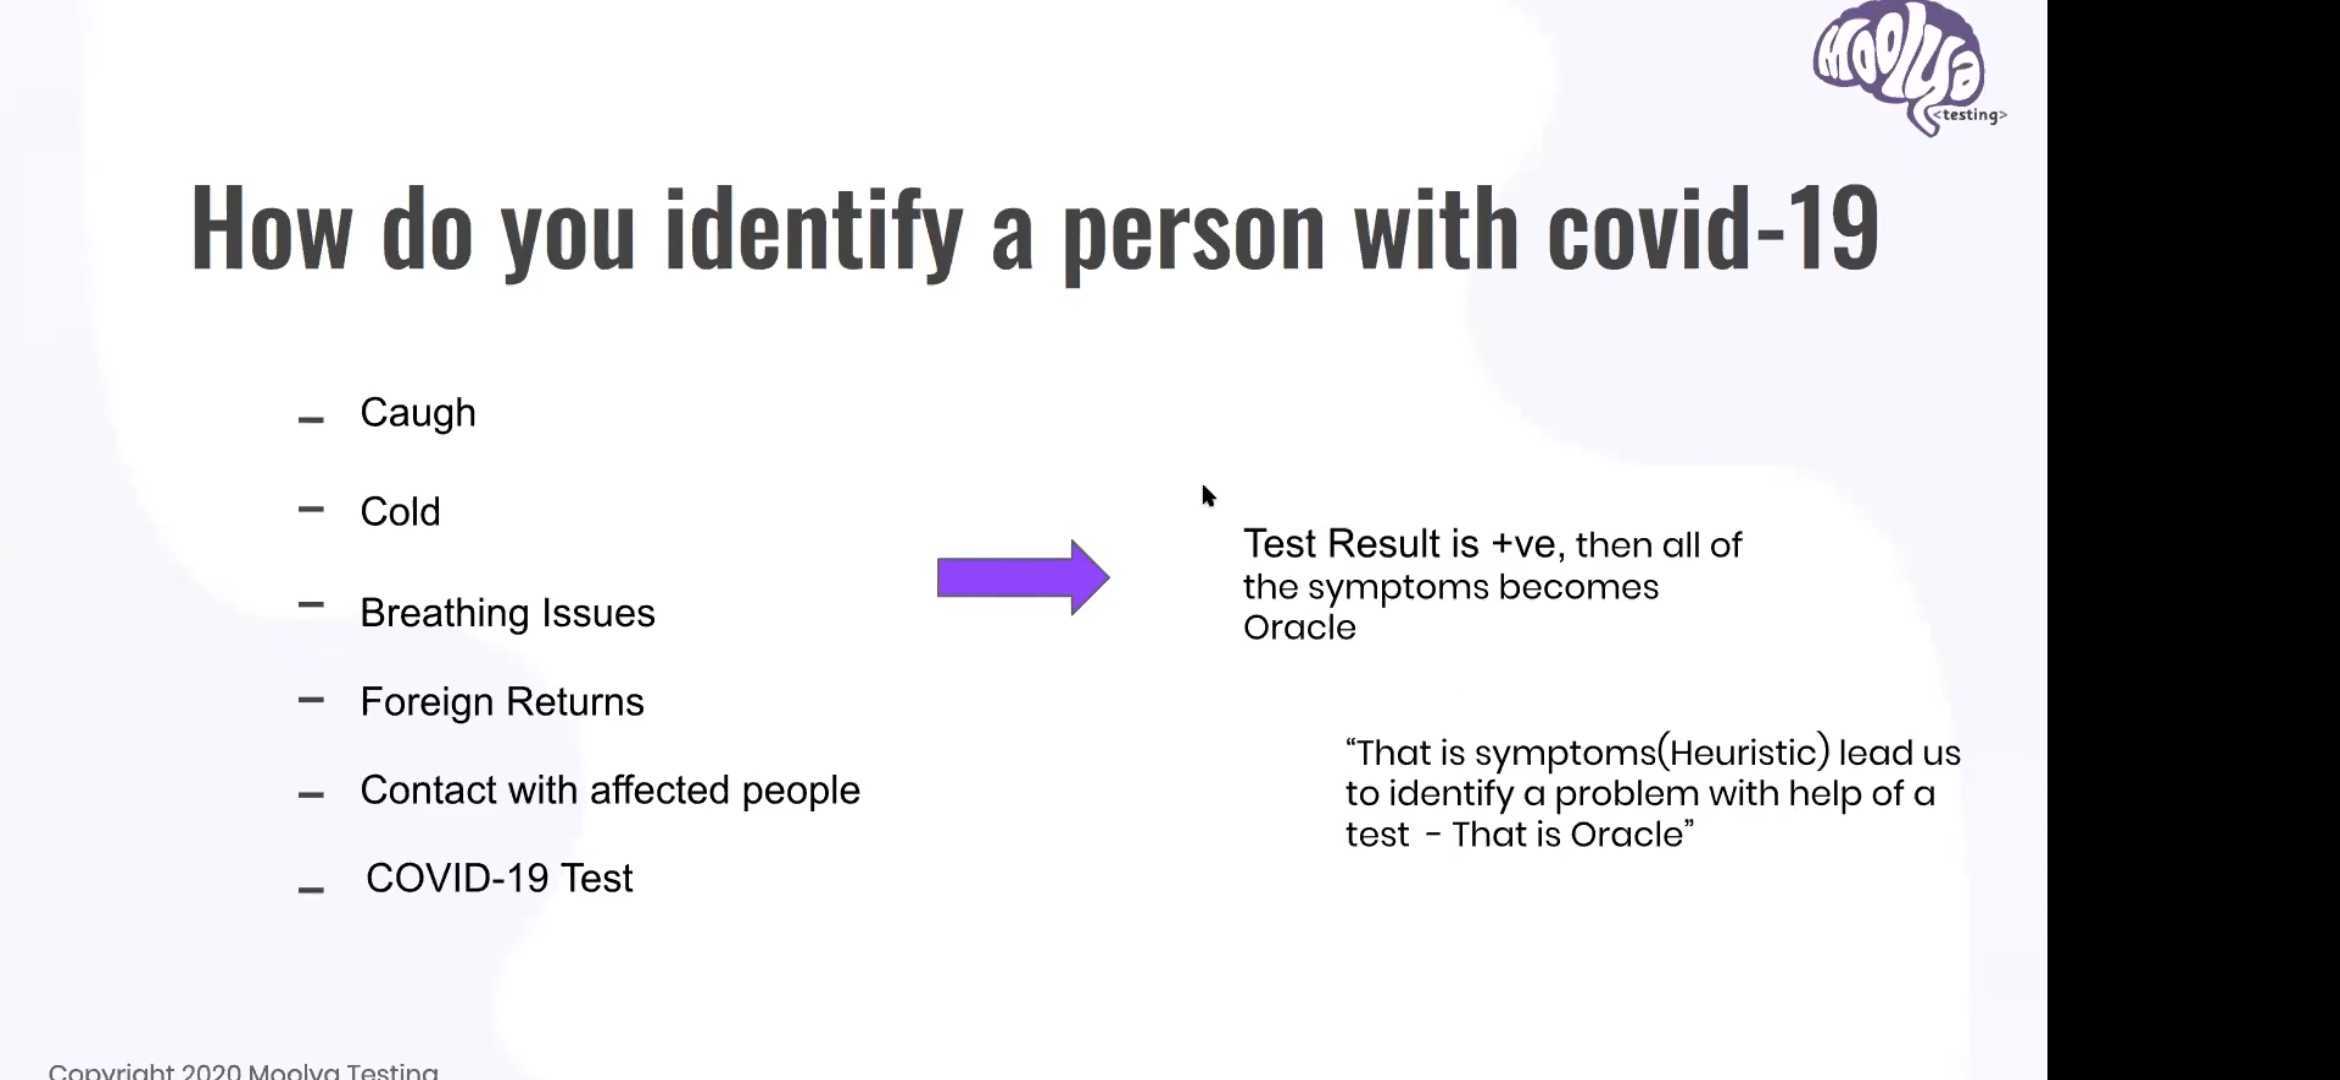 Moolya
<testing>
How do you identify a person with covid-19
– Caugh
– Cold
– Breathing Issues
– Foreign Returns
– Contact with affected people
– COVID-19 Test
Test Result is +ve, then all of
the symptoms becomes
Oracle
“That is symptoms(Heuristic) lead us
to identify a problem with help of a
test - That is Oracle”
Copyright 2020 Moolya Testing